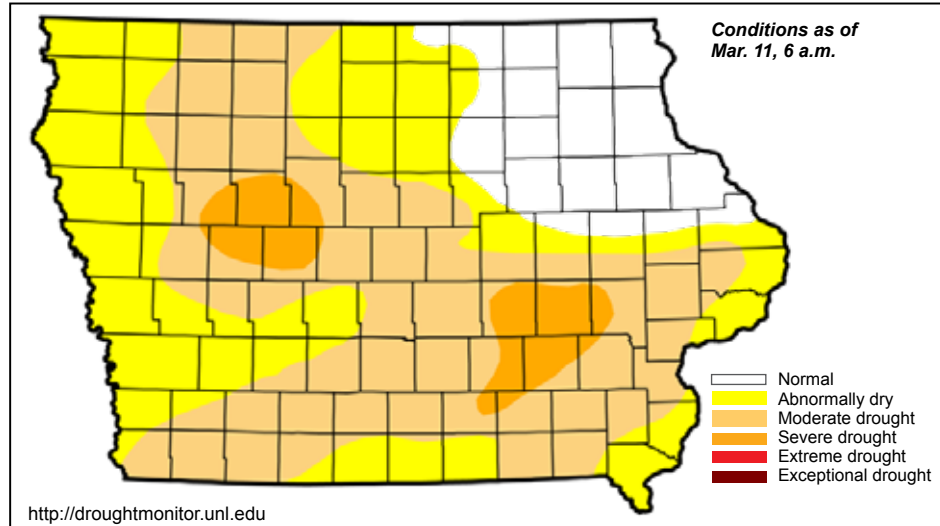 Conditions as of
Mar. 11, 6 a.m.
Normal
Abnormally dry
Moderate drought
Severe drought
Extreme drought
Exceptional drought
http://droughtmonitor.unl.edu